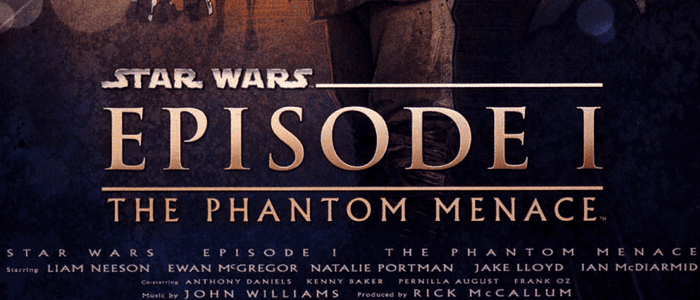 STAR WARS
EPISODE I
THE PHANTOM MENACE™
STAR WARS EPISODE I THE PHANTOM MENACE
Starring LIAM NEESON EWAN McGREGOR NATALIE PORTMAN JAKE LLOYD IAN McDIARMID
Co-starring ANTHONY DANIELS KENNY BAKER PERNILLA AUGUST FRANK OZ
Music by JOHN WILLIAMS Produced by RICK McCALLUM